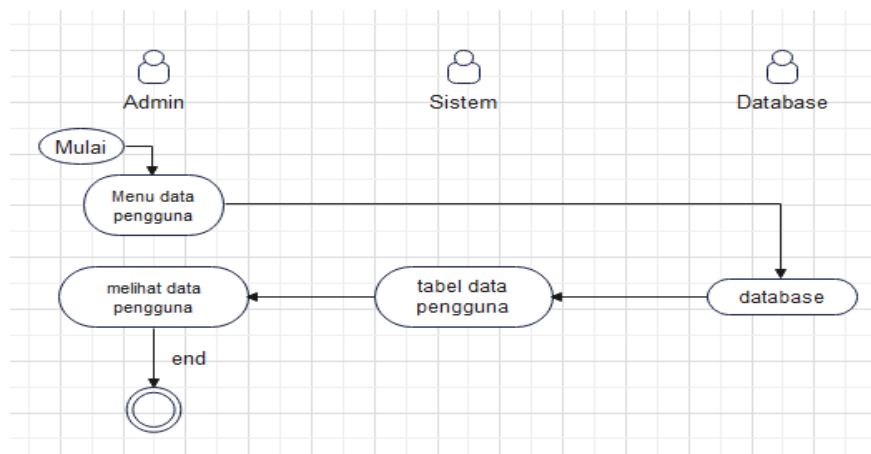 Admin
Sistem
Database
Mulai
Menu data
pengguna
melihat data
pengguna
tabel data
pengguna
database
end